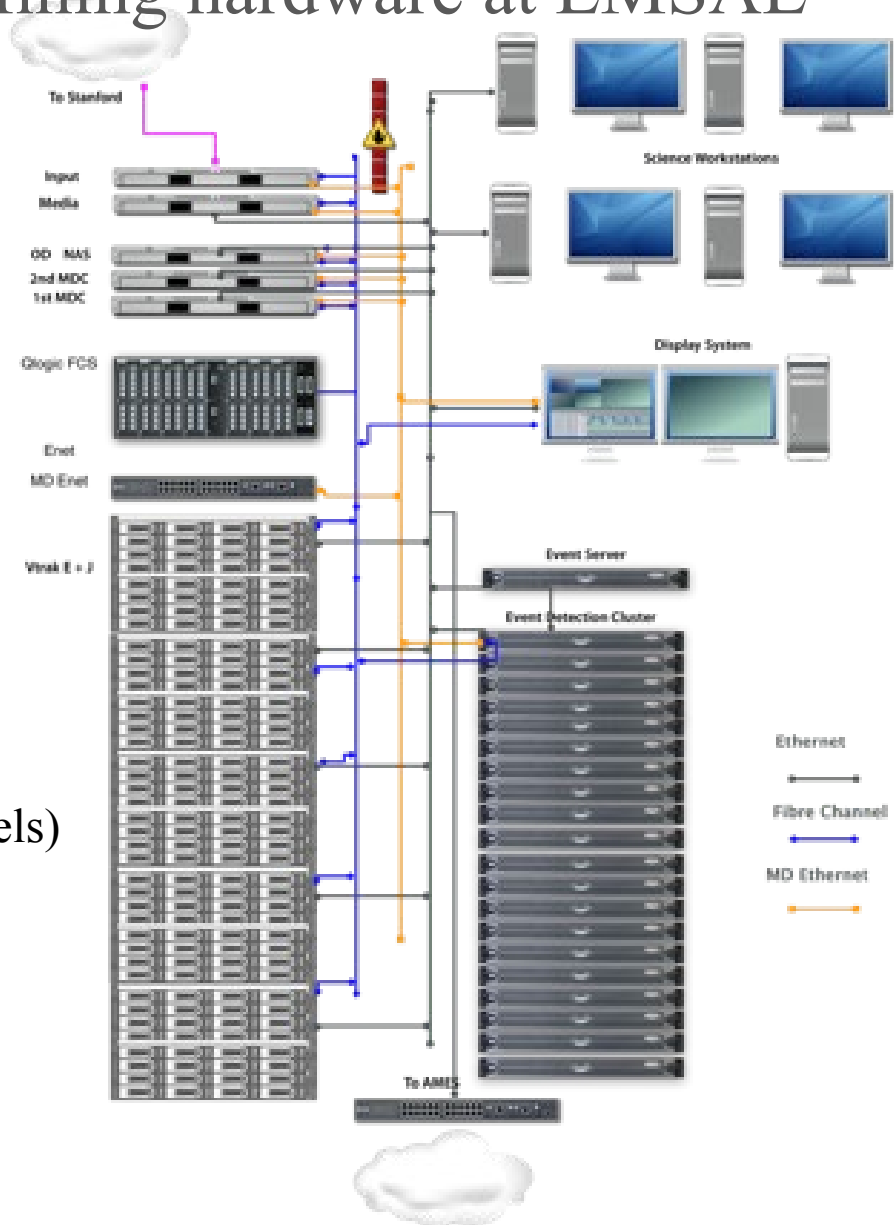 hardware at LMSAL
To Stanford
Input
Media
OD NAS
2nd MDC
1st MDC
Qlogic FCS
Enet
MD Enet
Vtrak E + J
Science Workstations
Display System
Event Server
Event Detection Cluster
Ethernet
Fibre Channel
MD Ethernet
els)
To AMES